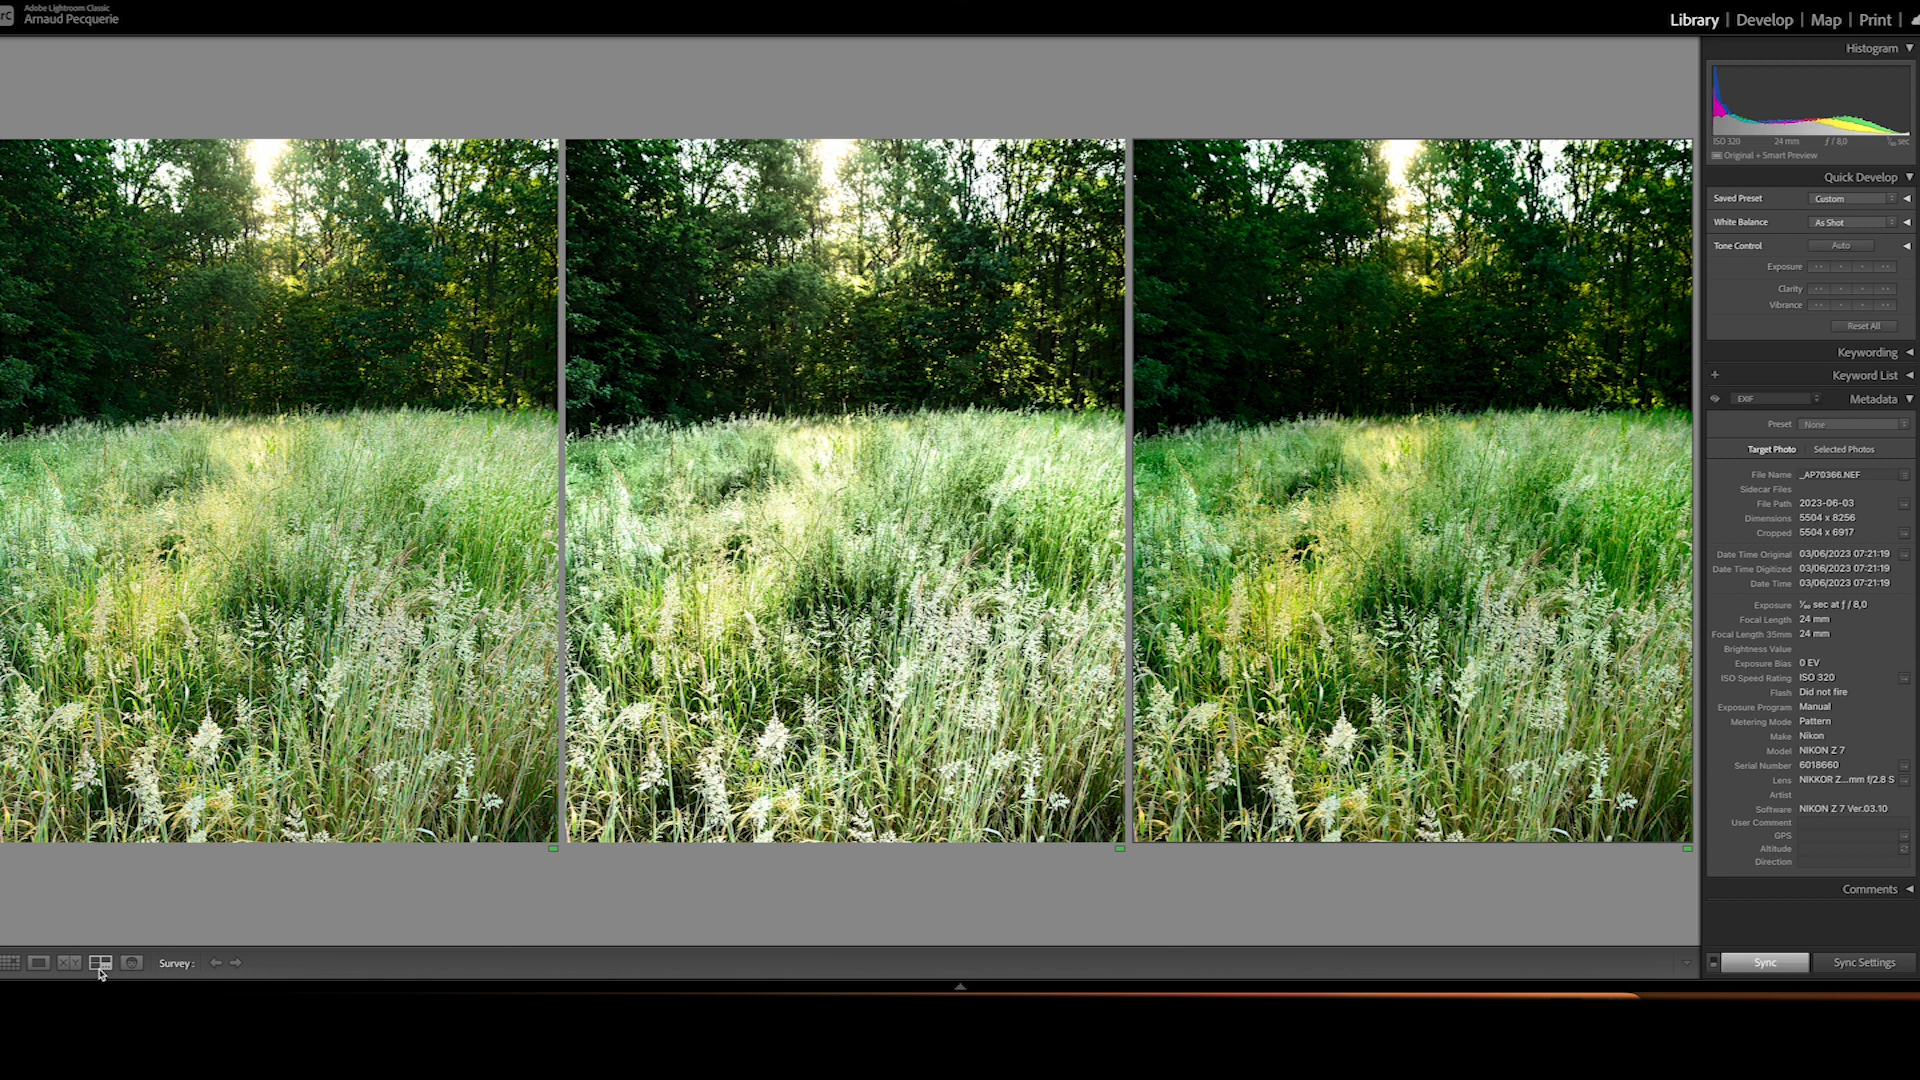 rC
Adobe Lightroom Classic
Arnaud Pecquerie
Library | Develop | Map | Print |
Histogram
ISO 320 24 mm ƒ / 8,0 sec
Original + Smart Preview
Quick Develop
Saved Preset Custom
White Balance As Shot
Tone Control Auto
Exposure
Clarity
Vibrance
Reset All
Keywording
+ Keyword List
EXIF Metadata
Preset None
Target Photo Selected Photos
File Name _AP70366.NEF
Sidecar Files
File Path 2023-06-03
Dimensions 5504 x 8256
Cropped 5504 x 6917
Date Time Original 03/06/2023 07:21:19
Date Time Digitized 03/06/2023 07:21:19
Date Time 03/06/2023 07:21:19
Exposure sec at ƒ / 8,0
Focal Length 24 mm
Focal Length 35mm 24 mm
Brightness Value
Exposure Bias 0 EV
ISO Speed Rating ISO 320
Flash Did not fire
Exposure Program Manual
Metering Mode Pattern
Make Nikon
Model NIKON Z 7
Serial Number 6018660
Lens NIKKOR Z...mm f/2.8 S
Artist
Software NIKON Z 7 Ver.03.10
User Comment
GPS
Altitude
Direction
Comments
XY Survey:
Sync Sync Settings